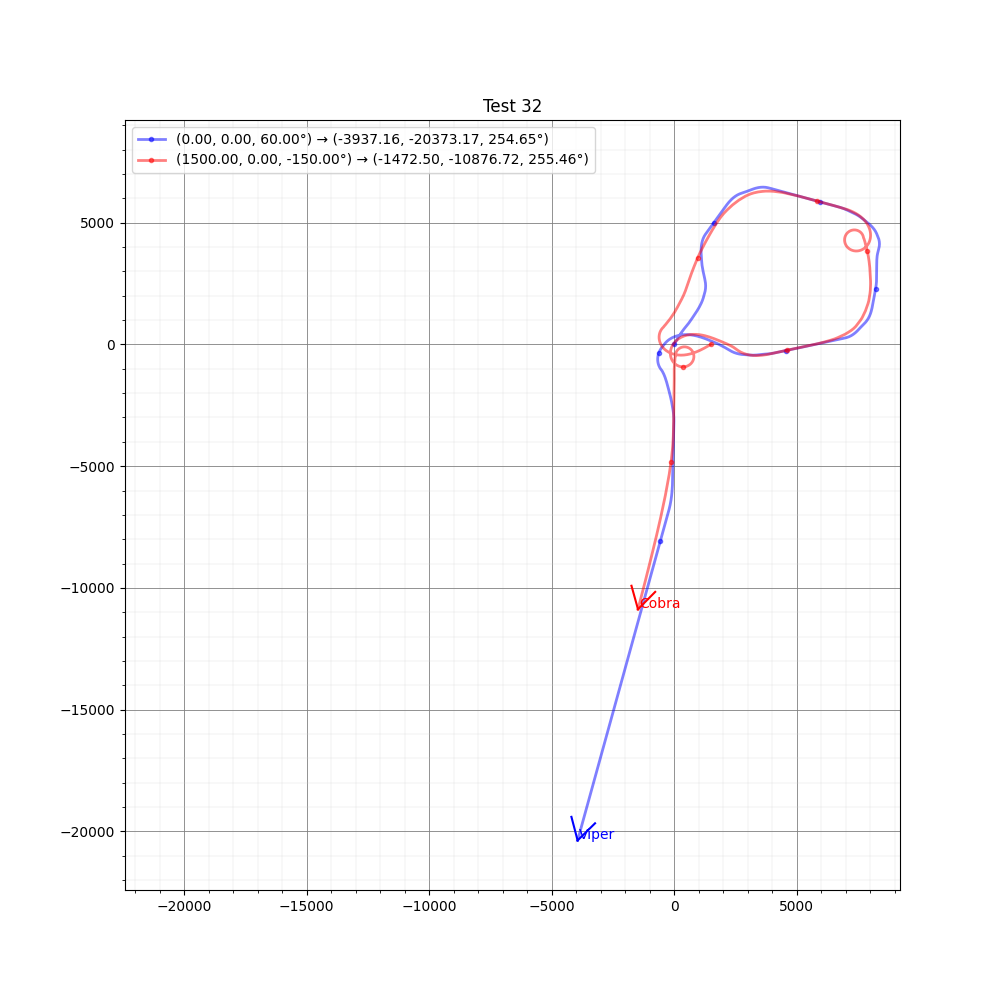 Test 32
(0.00, 0.00, 60.00°) → (-3937.16, -20373.17, 254.65°)
(1500.00, 0.00, -150.00°) → (-1472.50, -10876.72, 255.46°)
5000
0
−5000
−10000
−15000
−20000
Cobra
Viper
−20000 −15000 −10000 −5000 0 5000